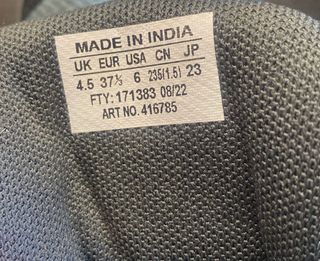 MADE IN INDIA
UK EUR USA CN JP
4.5 37⅓ 6 235(1.5) 23
FTY: 171383 08/22
ART NO. 416785